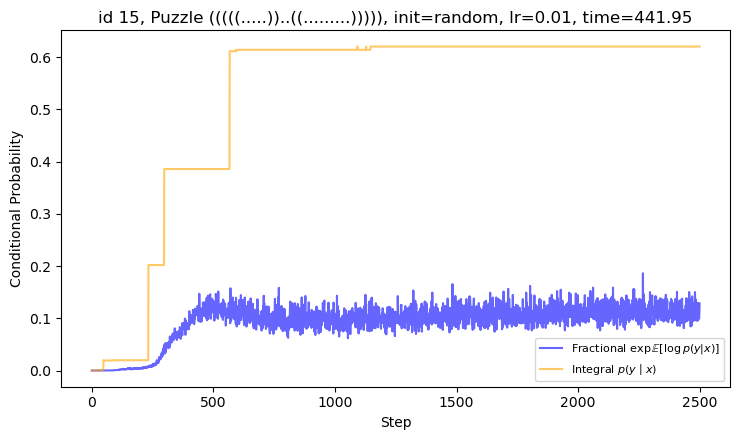 id 15, Puzzle (((((.....))..((.........))))), init=random, lr=0.01, time=441.95
Conditional Probability
0.6
0.5
0.4
0.3
0.2
0.1
0.0
Fractional exp𝔼[log p(y|x)]
Integral p(y | x)
0 500 1000 1500 2000 2500
Step